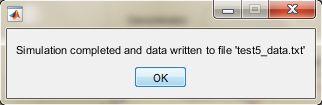 Simulation completed and data written to file 'test5_data.txt'
OK